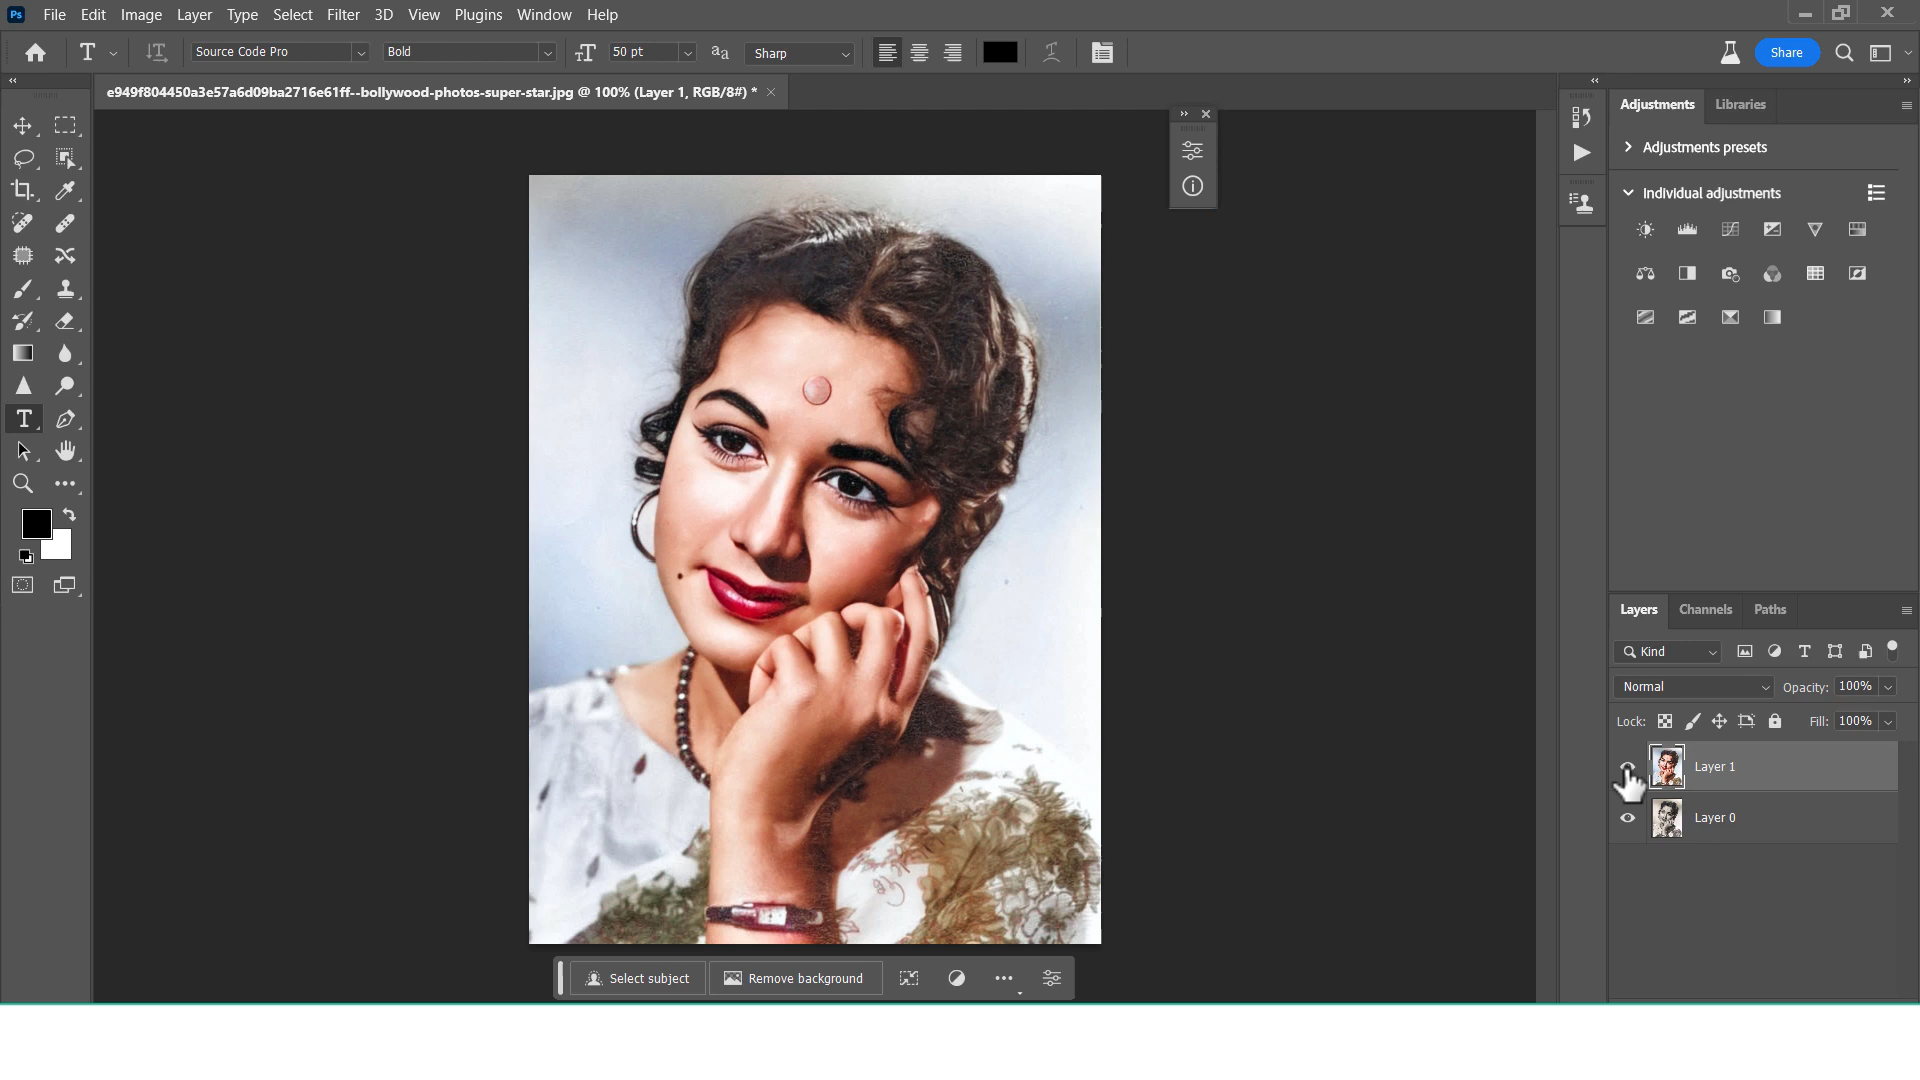 Ps File Edit Image Layer Type Select Filter 3D View Plugins Window Help
T Source Code Pro Bold 50 pt Sharp Share
e949f804450a3e57a6d09ba2716e61ff--bollywood-photos-super-star.jpg @ 100% (Layer 1, RGB/8#) *
Adjustments Libraries
Adjustments presets
Individual adjustments
Layers Channels Paths
Kind
Normal Opacity: 100%
Lock: Fill: 100%
Layer 1
Layer 0
Select subject Remove background